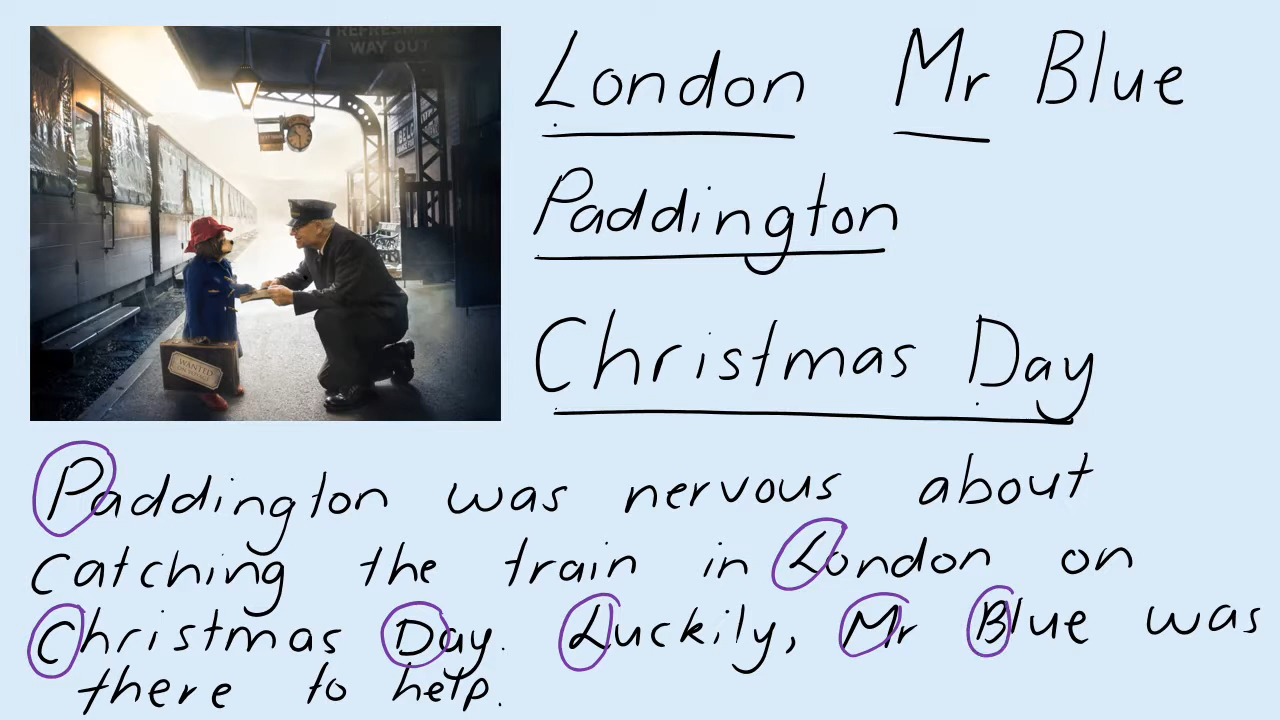 REFRESHM
WAY OUT
London Mr Blue
Paddington
Christmas Day
WANTED
Paddington was nervous about
catching the train in London on
Christmas Day. Luckily, Mr Blue was
there to help.